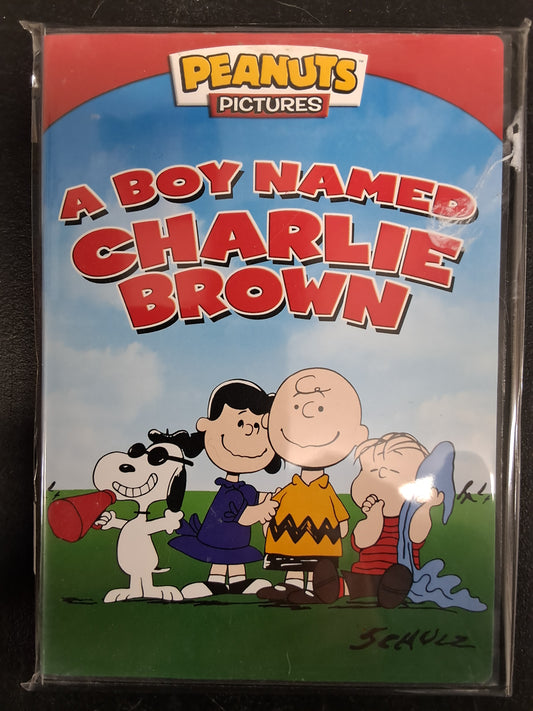 PEANUTS
PICTURES
A BOY NAMED
CHARLIE
BROWN
SCHULZ